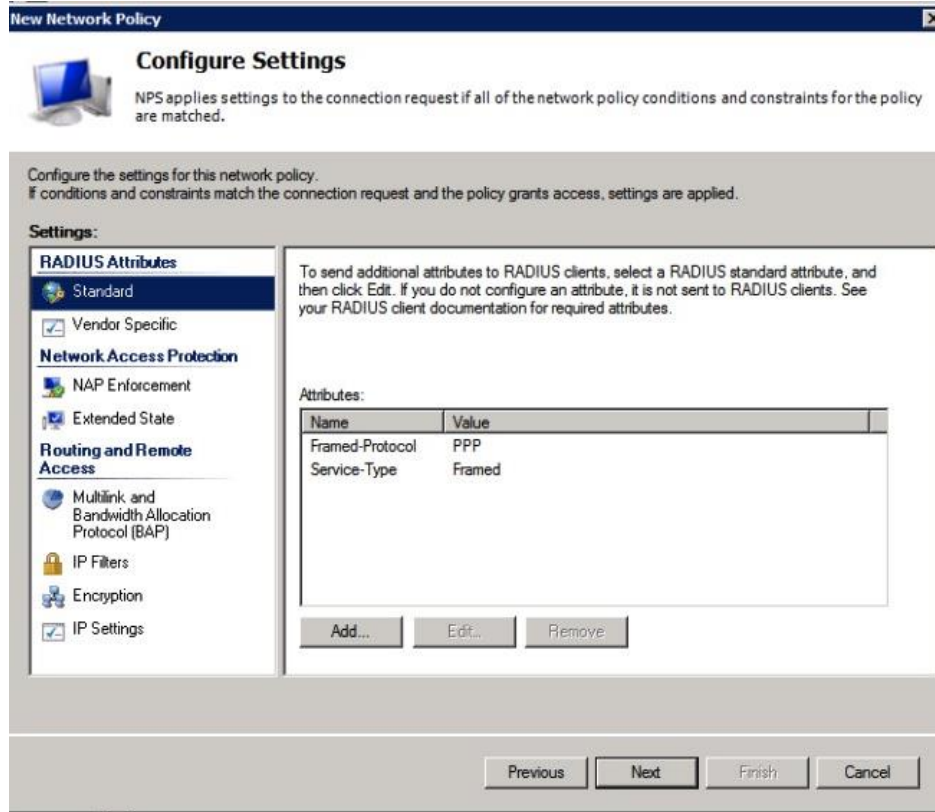 New Network Policy
Configure Settings
NPS applies settings to the connection request if all of the network policy conditions and constraints for the policy
are matched.
Configure the settings for this network policy.
If conditions and constraints match the connection request and the policy grants access, settings are applied.
Settings:
RADIUS Attributes
Standard
Vendor Specific
Network Access Protection
NAP Enforcement
Extended State
Routing and Remote
Access
Multilink and
Bandwidth Allocation
Protocol (BAP)
IP Filters
Encryption
IP Settings
To send additional attributes to RADIUS clients, select a RADIUS standard attribute, and
then click Edit. If you do not configure an attribute, it is not sent to RADIUS clients. See
your RADIUS client documentation for required attributes.
Attributes:
Name Value
Framed-Protocol PPP
Service-Type Framed
Add... Edit... Remove
Previous Next Finish Cancel